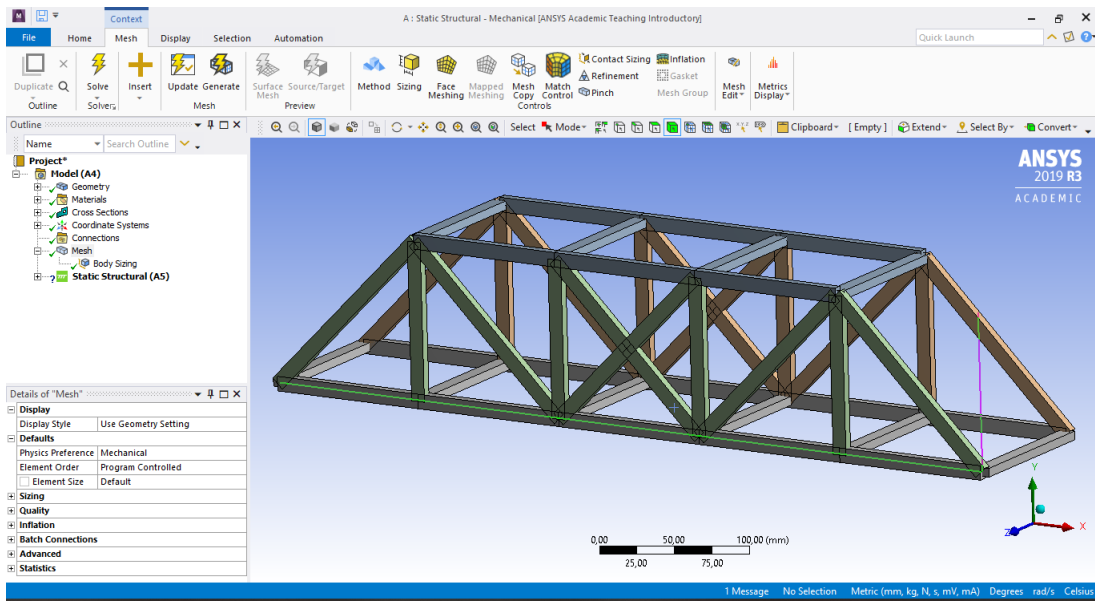 Context
A : Static Structural - Mechanical [ANSYS Academic Teaching Introductory]
File Home Mesh Display Selection Automation
Quick Launch
Duplicate
Outline
Solve
Solvers
Insert
Update Generate
Mesh
Surface Mesh
Source/Target
Preview
Method Sizing Face Meshing Mapped Meshing Mesh Copy Match Control
Contact Sizing Inflation
Refinement Gasket
Pinch Mesh Group
Controls
Mesh Edit
Metrics Display
Outline
Name Search Outline
Select Mode Clipboard [ Empty ] Extend Select By Convert
Project*
Model (A4)
Geometry
Materials
Cross Sections
Coordinate Systems
Connections
Mesh
Body Sizing
Static Structural (A5)
ANSYS
2019 R3
ACADEMIC
Details of "Mesh"
Display
Display Style Use Geometry Setting
Defaults
Physics Preference Mechanical
Element Order Program Controlled
Element Size Default
Sizing
Quality
Inflation
Batch Connections
Advanced
Statistics
Y
X
Z
0,00 50,00 100,00 (mm)
25,00 75,00
1 Message No Selection Metric (mm, kg, N, s, mV, mA) Degrees rad/s Celsius